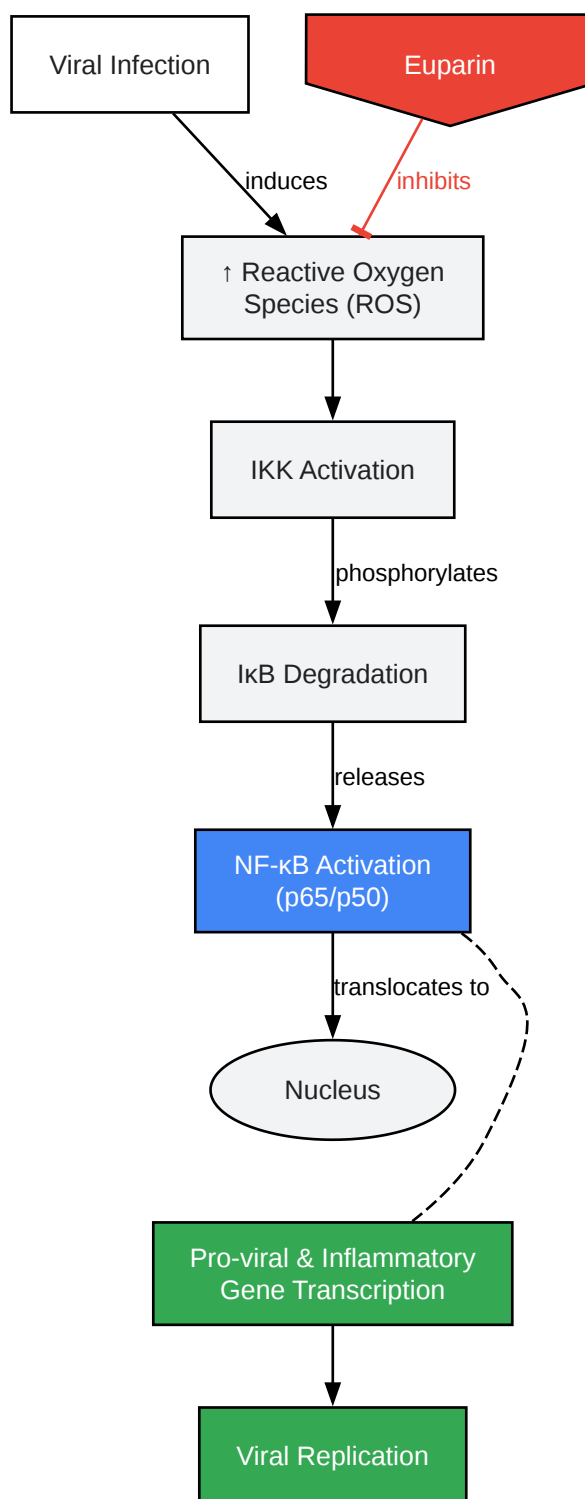 Viral Infection
Euparin
induces
inhibits
↑ Reactive Oxygen
Species (ROS)
IKK Activation
phosphorylates
IκB Degradation
releases
NF-κB Activation
(p65/p50)
translocates to
Nucleus
Pro-viral & Inflammatory
Gene Transcription
Viral Replication